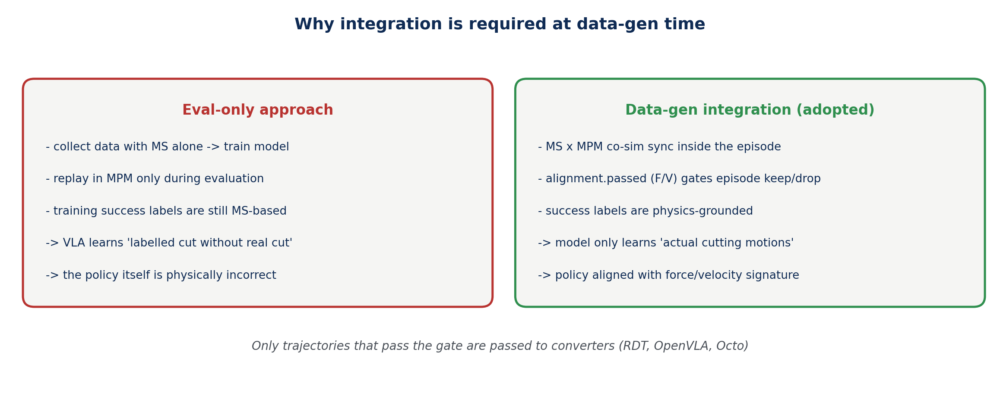 Why integration is required at data-gen time
Eval-only approach
- collect data with MS alone -> train model
- replay in MPM only during evaluation
- training success labels are still MS-based
-> VLA learns 'labelled cut without real cut'
-> the policy itself is physically incorrect
Data-gen integration (adopted)
- MS x MPM co-sim sync inside the episode
- alignment.passed (F/V) gates episode keep/drop
- success labels are physics-grounded
-> model only learns 'actual cutting motions'
-> policy aligned with force/velocity signature
Only trajectories that pass the gate are passed to converters (RDT, OpenVLA, Octo)